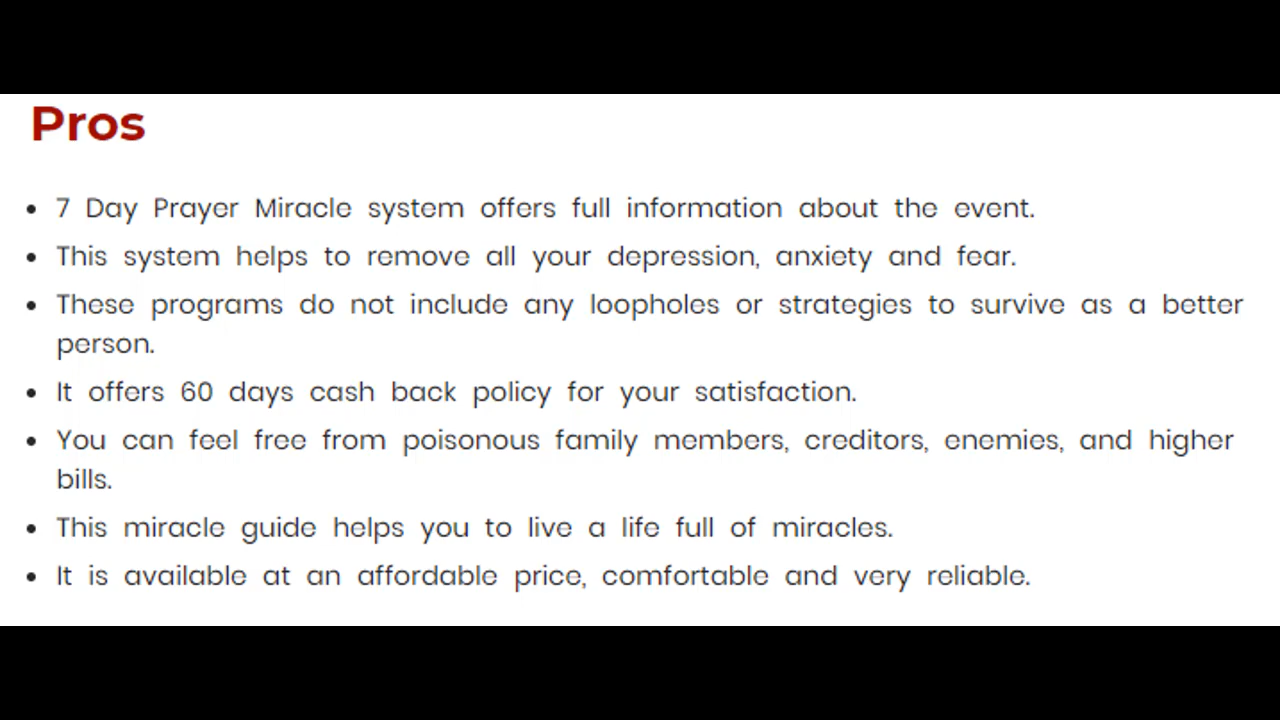 Pros
7 Day Prayer Miracle system offers full information about the event.
This system helps to remove all your depression, anxiety and fear.
These programs do not include any loopholes or strategies to survive as a better
person.
It offers 60 days cash back policy for your satisfaction.
You can feel free from poisonous family members, creditors, enemies, and higher
bills.
This miracle guide helps you to live a life full of miracles.
It is available at an affordable price, comfortable and very reliable.